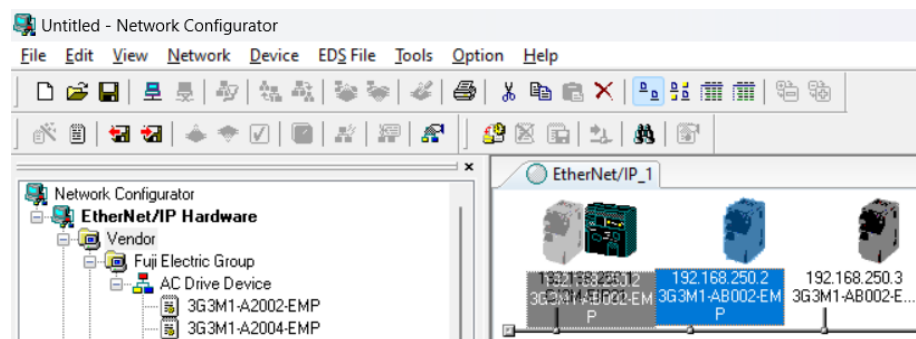 Untitled - Network Configurator
File Edit View Network Device EDS File Tools Option Help
EtherNet/IP_1
Network Configurator
EtherNet/IP Hardware
Vendor
Fuji Electric Group
AC Drive Device
3G3M1-A2002-EMP
3G3M1-A2004-EMP
192.168.250.2
3G3M1-AB002-EM
P
192.168.250.3
3G3M1-AB002-E...